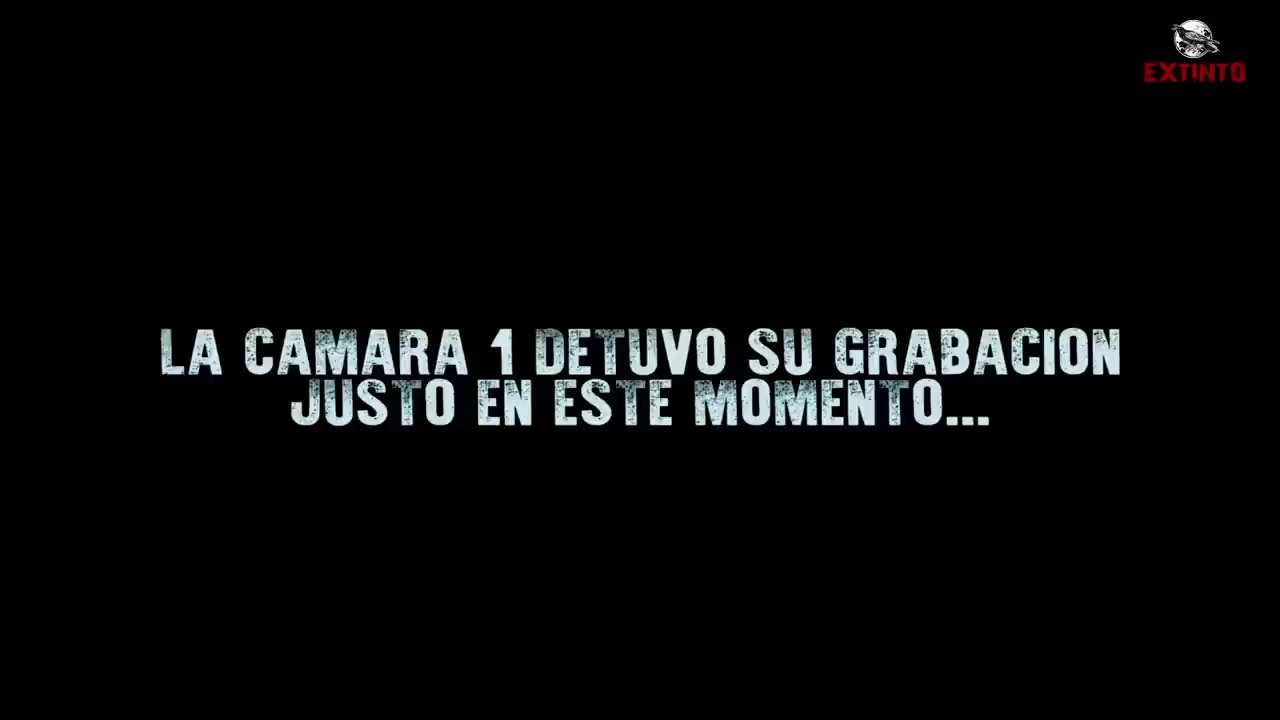 EXTINTO
LA CAMARA 1 DETUVO SU GRABACION
JUSTO EN ESTE MOMENTO...